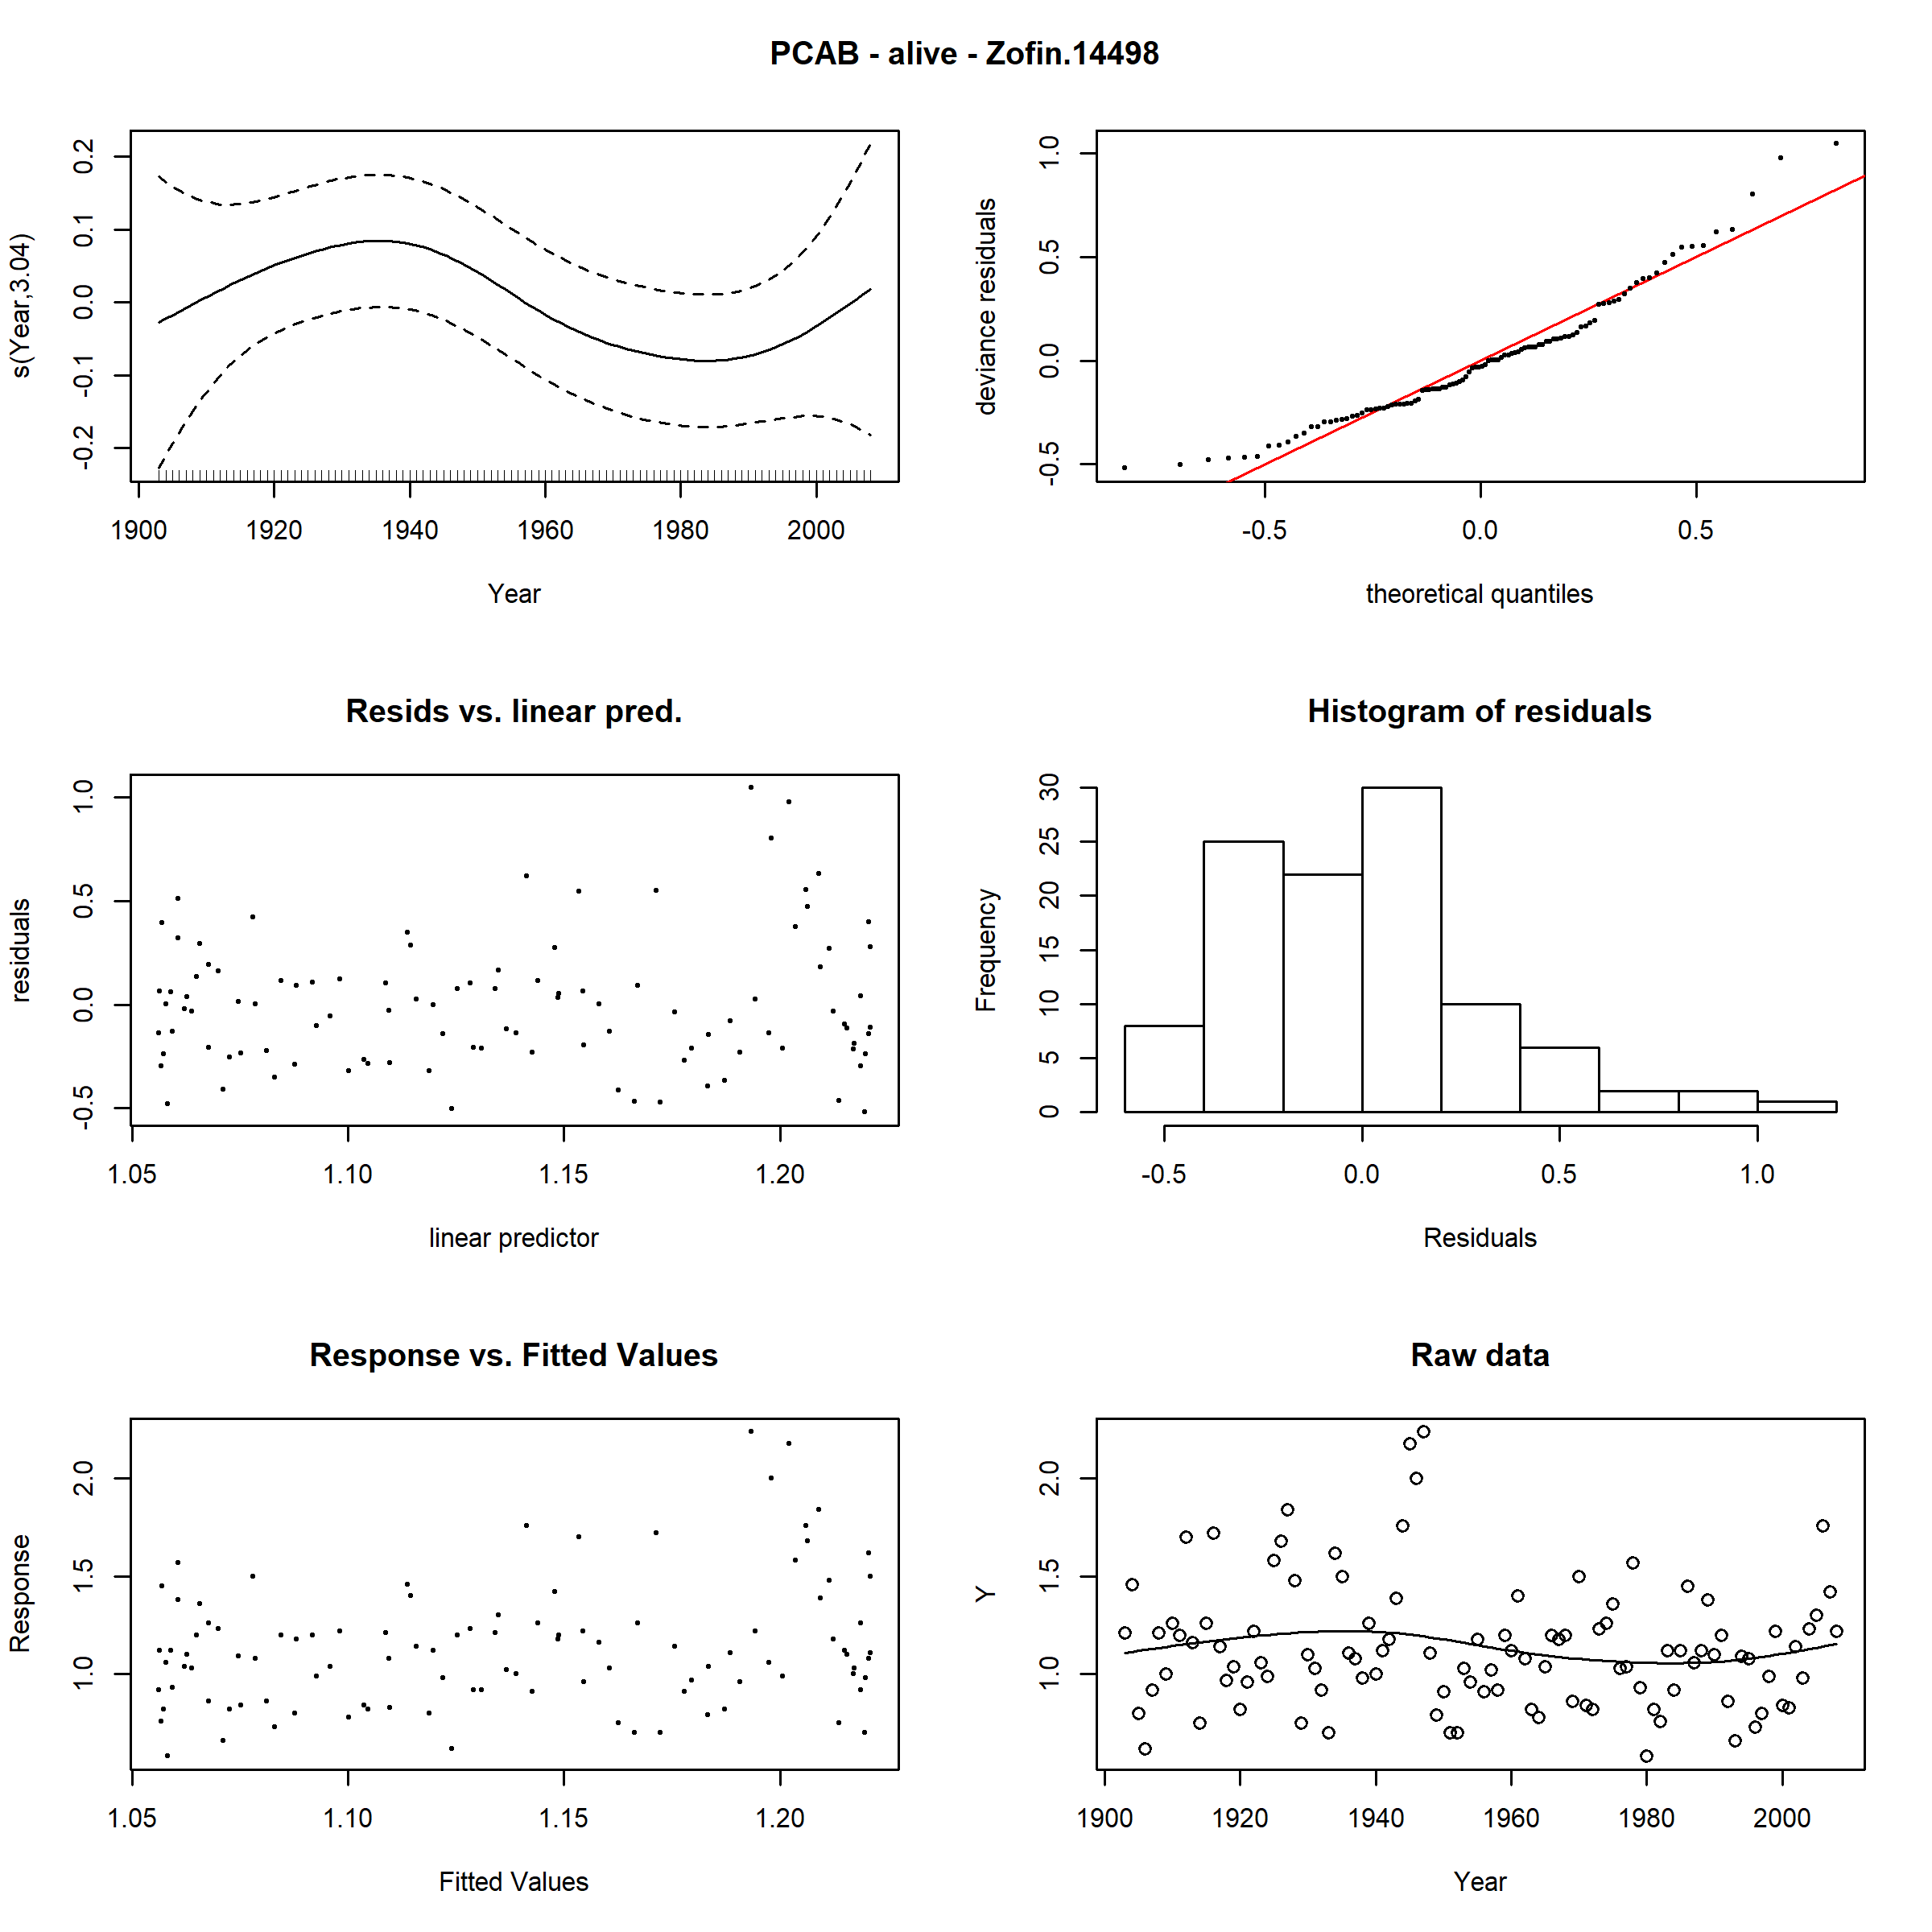 PCAB - alive - Zofin.14498
s(Year,3.04)
0.2
0.1
0.0
-0.1
-0.2
1900 1920 1940 1960 1980 2000
Year
deviance residuals
1.0
0.5
0.0
-0.5
-0.5 0.0 0.5
theoretical quantiles
Resids vs. linear pred.
residuals
1.0
0.5
0.0
-0.5
1.05 1.10 1.15 1.20
linear predictor
Histogram of residuals
Frequency
30
25
20
15
10
5
0
-0.5 0.0 0.5 1.0
Residuals
Response vs. Fitted Values
Response
2.0
1.5
1.0
1.05 1.10 1.15 1.20
Fitted Values
Raw data
Y
2.0
1.5
1.0
1900 1920 1940 1960 1980 2000
Year